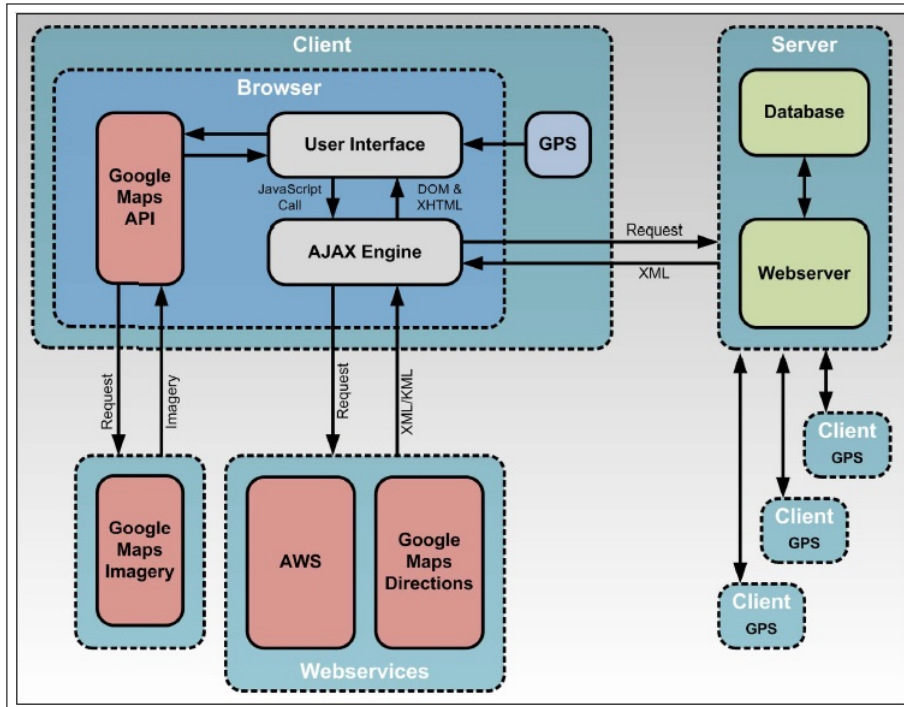 Client
Browser
Google
Maps
API
User Interface
GPS
JavaScript
Call
DOM &
XHTML
AJAX Engine
Request
XML
Server
Database
Webserver
Request
Imagery
Request
XML/KML
Google
Maps
Imagery
AWS
Google
Maps
Directions
Webservices
Client
GPS
Client
GPS
Client
GPS